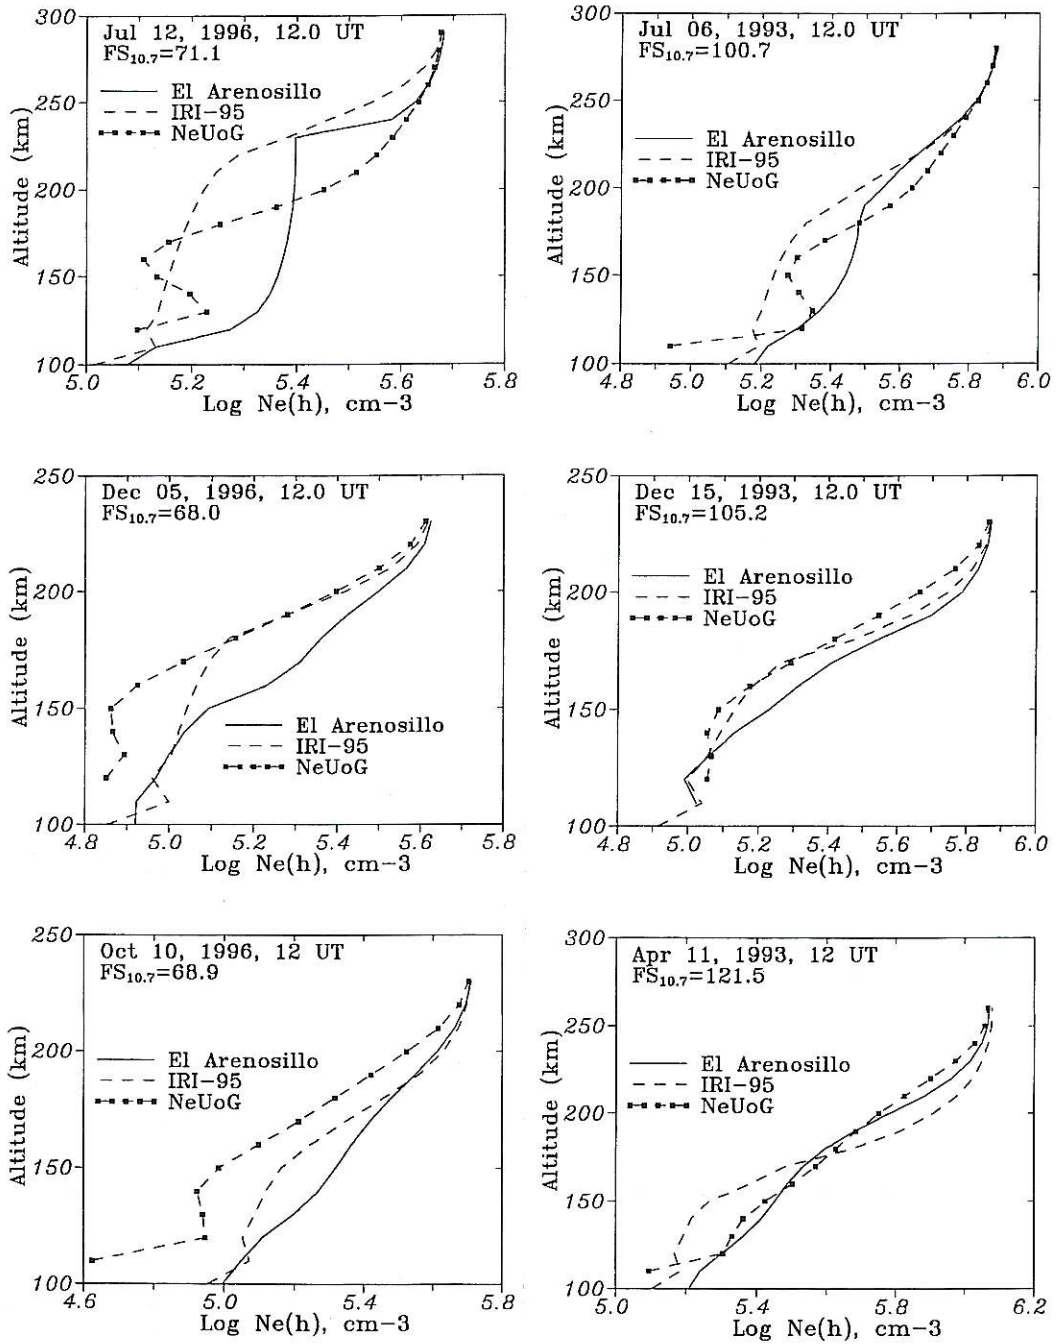 Jul 12, 1996, 12.0 UT
FS10.7=71.1
El Arenosillo
IRI-95
NeUoG
300
250
200
150
100
Altitude (km)
5.0 5.2 5.4 5.6 5.8
Log Ne(h), cm-3
Jul 06, 1993, 12.0 UT
FS10.7=100.7
El Arenosillo
IRI-95
NeUoG
300
250
200
150
100
Altitude (km)
4.8 5.0 5.2 5.4 5.6 5.8 6.0
Log Ne(h), cm-3
Dec 05, 1996, 12.0 UT
FS10.7=68.0
El Arenosillo
IRI-95
NeUoG
250
200
150
100
Altitude (km)
4.8 5.0 5.2 5.4 5.6 5.8
Log Ne(h), cm-3
Dec 15, 1993, 12.0 UT
FS10.7=105.2
El Arenosillo
IRI-95
NeUoG
250
200
150
100
Altitude (km)
4.8 5.0 5.2 5.4 5.6 5.8 6.0
Log Ne(h), cm-3
Oct 10, 1996, 12 UT
FS10.7=68.9
El Arenosillo
IRI-95
NeUoG
250
200
150
100
Altitude (km)
4.6 5.0 5.4 5.8
Log Ne(h), cm-3
Apr 11, 1993, 12 UT
FS10.7=121.5
El Arenosillo
IRI-95
NeUoG
300
250
200
150
100
Altitude (km)
5.0 5.4 5.8 6.2
Log Ne(h), cm-3